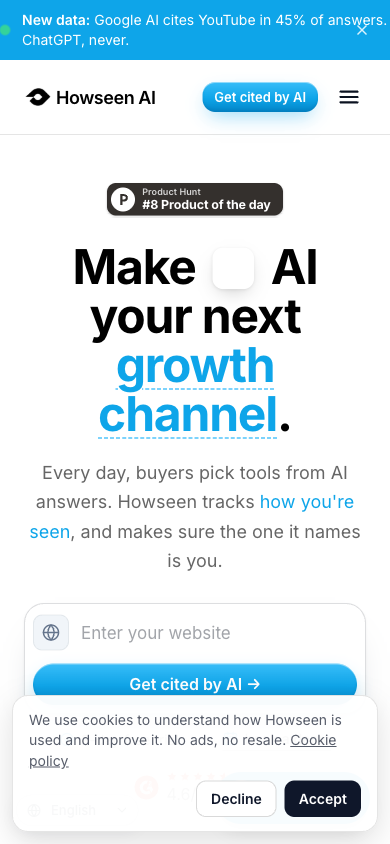 New data: Google AI cites YouTube in 45% of answers.
ChatGPT, never.
Howseen AI
Get cited by AI
Product Hunt
#8 Product of the day
Make AI
your next
growth
channel.
Every day, buyers pick tools from AI
answers. Howseen tracks how you're
seen, and makes sure the one it names
is you.
Enter your website
Get cited by AI →
We use cookies to understand how Howseen is
used and improve it. No ads, no resale. Cookie
policy
Decline
Accept
English